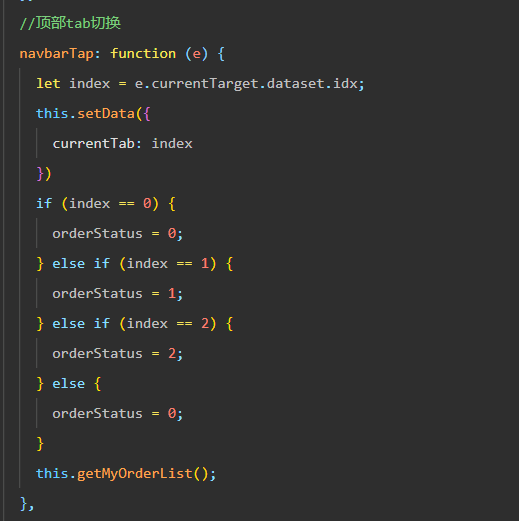 //顶部tab切换
navbarTap: function (e) {
let index = e.currentTarget.dataset.idx;
this.setData({
currentTab: index
})
if (index == 0) {
orderStatus = 0;
} else if (index == 1) {
orderStatus = 1;
} else if (index == 2) {
orderStatus = 2;
} else {
orderStatus = 0;
}
this.getMyOrderList();
},